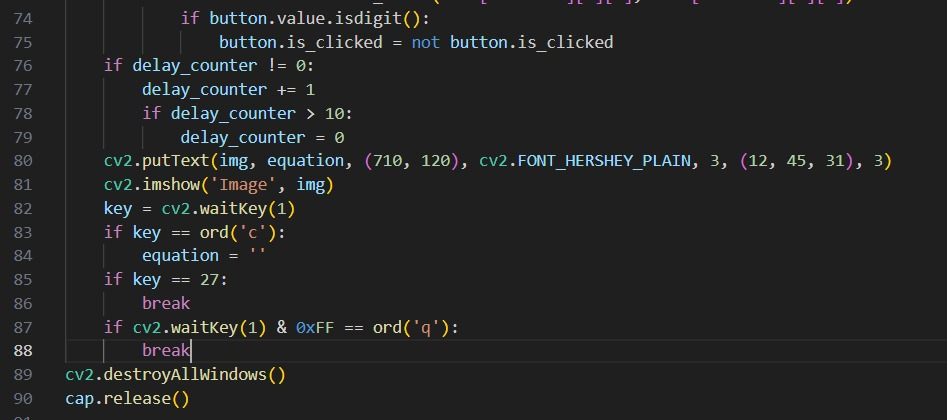 74 if button.value.isdigit():
75 button.is_clicked = not button.is_clicked
76 if delay_counter != 0:
77 delay_counter += 1
78 if delay_counter > 10:
79 delay_counter = 0
80 cv2.putText(img, equation, (710, 120), cv2.FONT_HERSHEY_PLAIN, 3, (12, 45, 31), 3)
81 cv2.imshow('Image', img)
82 key = cv2.waitKey(1)
83 if key == ord('c'):
84 equation = ''
85 if key == 27:
86 break
87 if cv2.waitKey(1) & 0xFF == ord('q'):
88 break
89 cv2.destroyAllWindows()
90 cap.release()